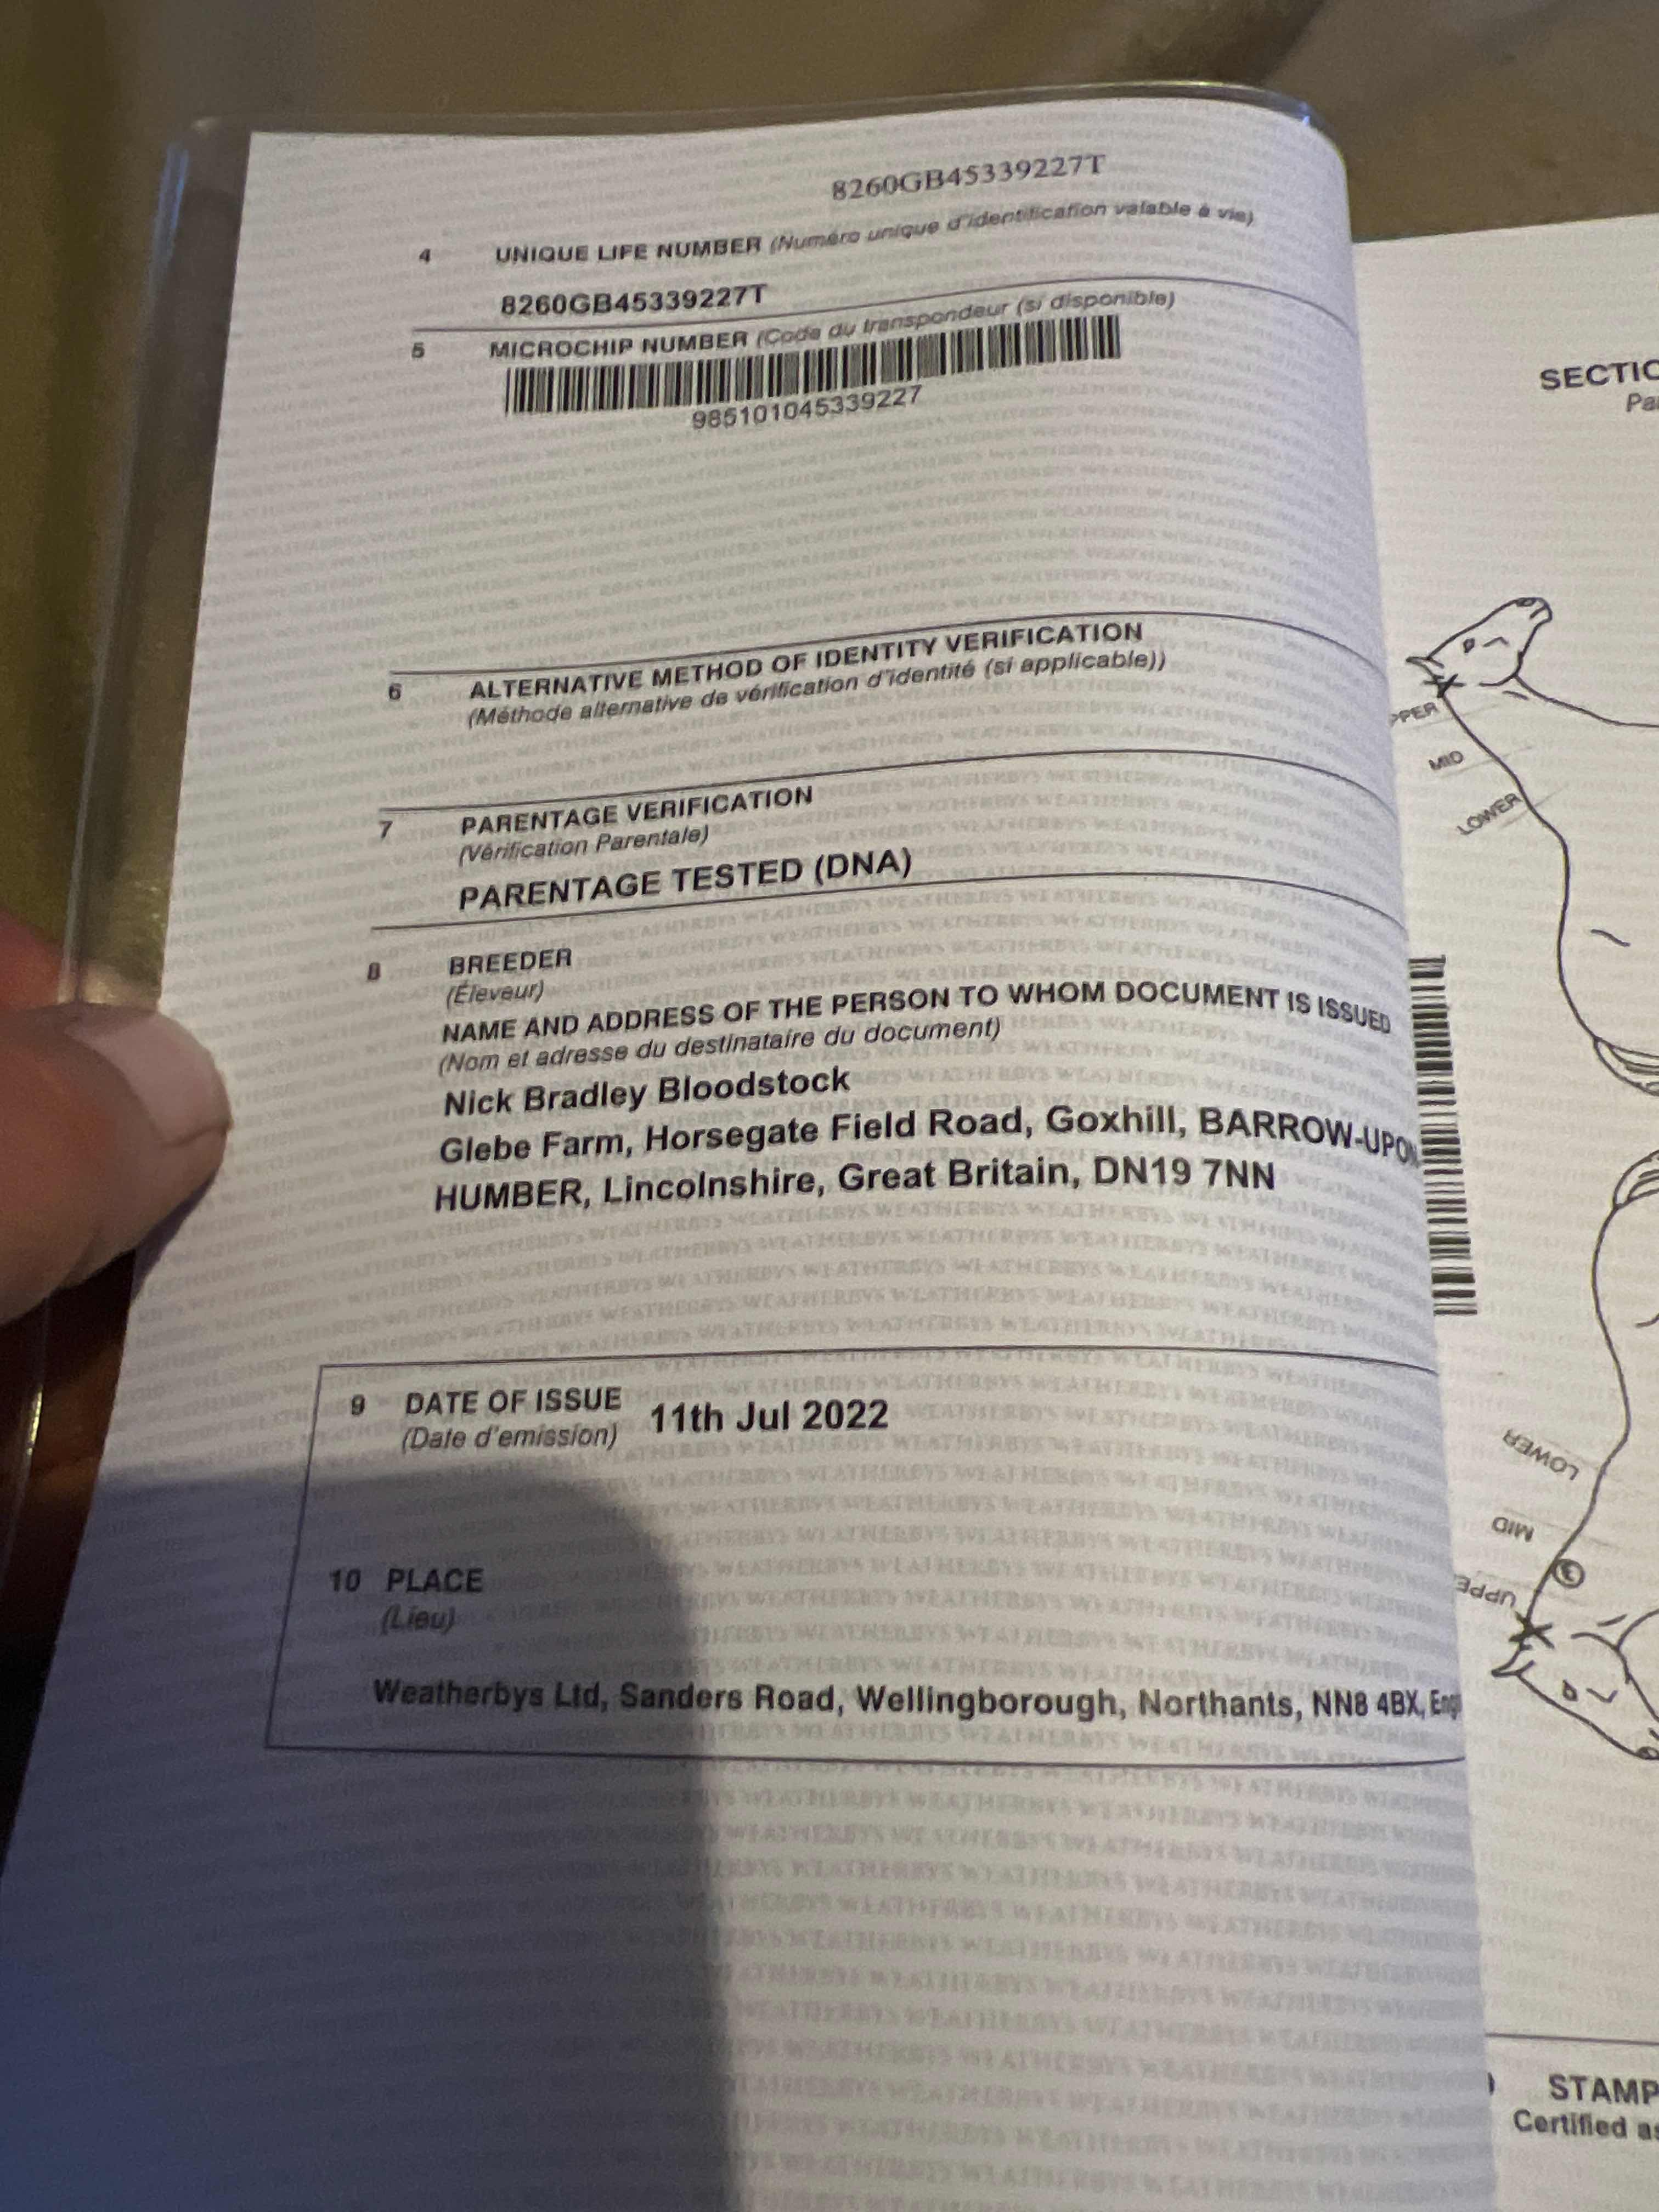 8260GB45339227T
4 UNIQUE LIFE NUMBER (Numéro unique d'identification valable à vie)
8260GB45339227T
5 MICROCHIP NUMBER (Code du transpondeur (si disponible)
985101045339227
6 ALTERNATIVE METHOD OF IDENTITY VERIFICATION
(Méthode alternative de vérification d'identité (si applicable))
7 PARENTAGE VERIFICATION
(Vérification Parentale)
PARENTAGE TESTED (DNA)
8 BREEDER
(Éleveur)
NAME AND ADDRESS OF THE PERSON TO WHOM DOCUMENT IS ISSUED
(Nom et adresse du destinataire du document)
Nick Bradley Bloodstock
Glebe Farm, Horsegate Field Road, Goxhill, BARROW-UPON
HUMBER, Lincolnshire, Great Britain, DN19 7NN
9 DATE OF ISSUE 11th Jul 2022
(Date d'emission)
10 PLACE
(Lieu)
Weatherbys Ltd, Sanders Road, Wellingborough, Northants, NN8 4BX, Eng
SECTIO
Pa
PPER
MID
LOWER
LOWER
MID
UPPE
STAMP
Certified as